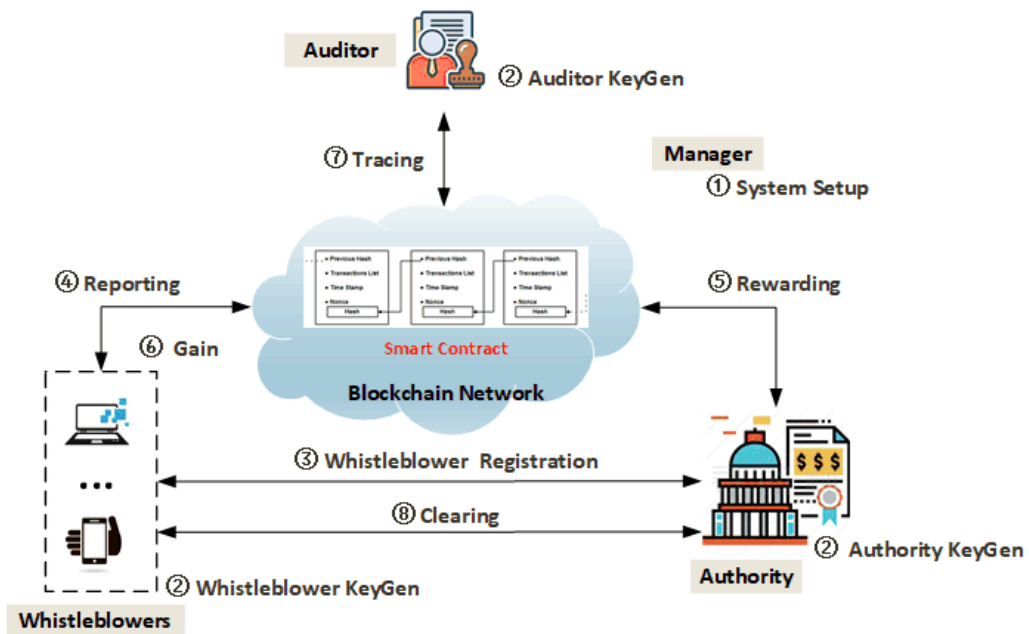 Auditor
② Auditor KeyGen
⑦ Tracing
Manager
① System Setup
④ Reporting
⑤ Rewarding
⑥ Gain
Previous Hash
Transactions List
Time Stamp
Nonce
Hash
Previous Hash
Transactions List
Time Stamp
Nonce
Hash
Previous Hash
Transactions List
Time Stamp
Nonce
Hash
Smart Contract
Blockchain Network
③ Whistleblower Registration
$ $ $
⑧ Clearing
② Authority KeyGen
Authority
② Whistleblower KeyGen
Whistleblowers